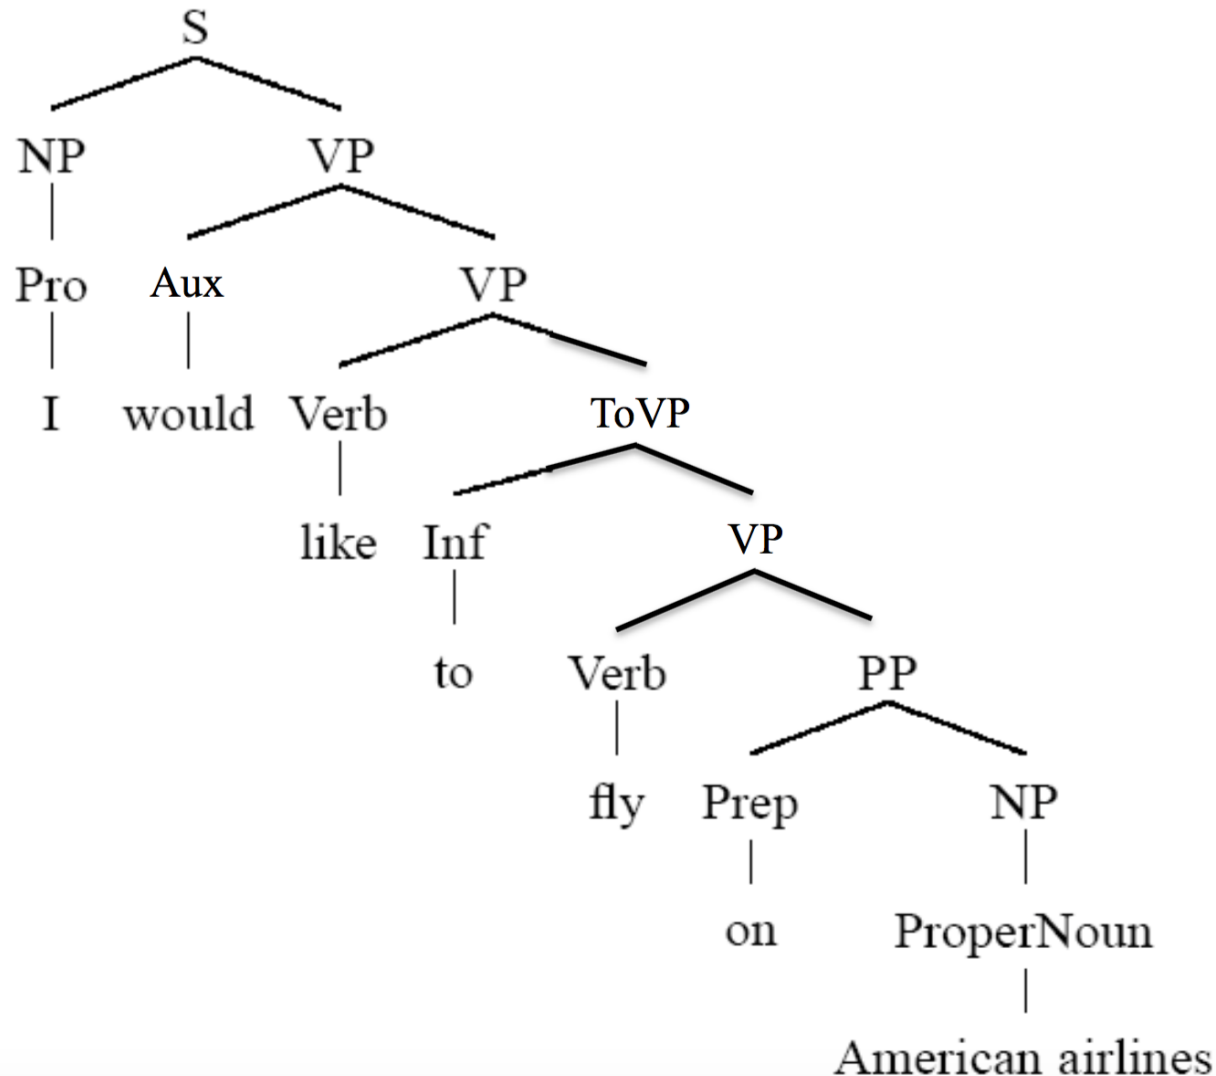 S
NP VP
Pro Aux VP
I would Verb ToVP
like Inf VP
to Verb PP
fly Prep NP
on ProperNoun
American airlines